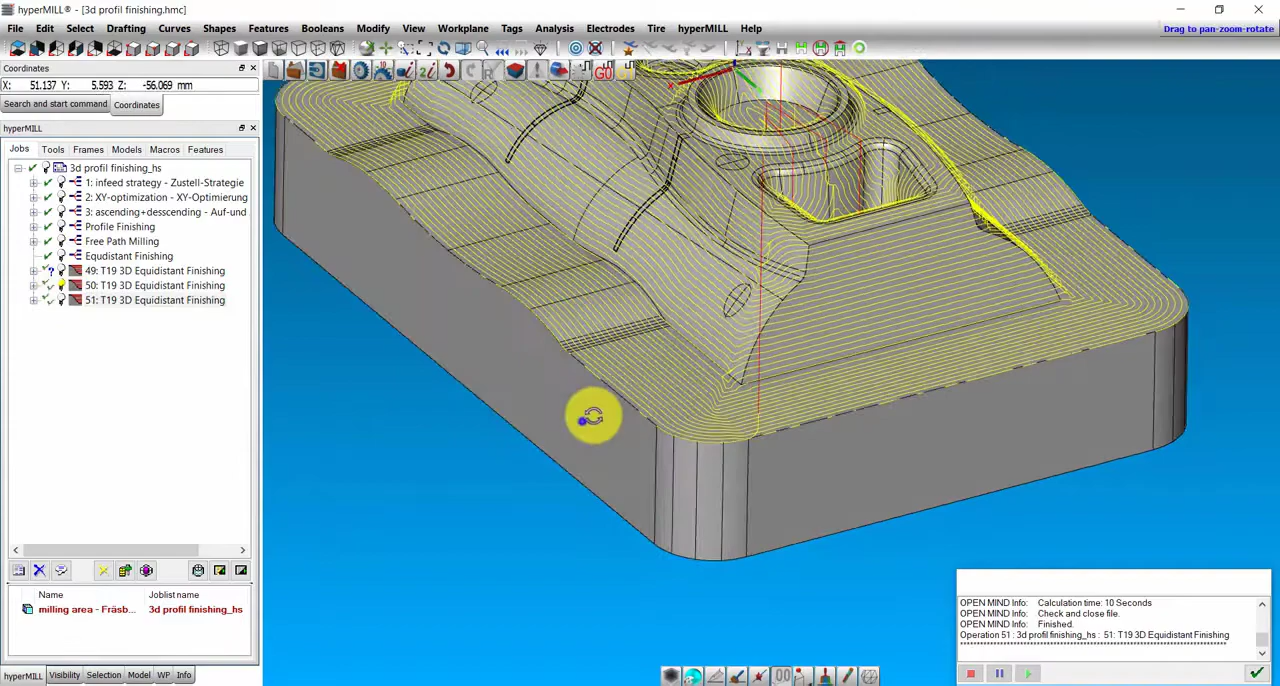 hyperMILL® - [3d profil finishing.hmc]
File Edit Select Drafting Curves Shapes Features Booleans Modify View Workplane Tags Analysis Electrodes Tire hyperMILL Help
Drag to pan-zoom-rotate
Coordinates
X: 51.137 Y: 5.593 Z: -56.069 mm
Search and start command Coordinates
hyperMILL
Jobs Tools Frames Models Macros Features
3d profil finishing_hs
1: infeed strategy - Zustell-Strategie
2: XY-optimization - XY-Optimierung
3: ascending+desscending - Auf-und
Profile Finishing
Free Path Milling
Equdistant Finishing
49: T19 3D Equidistant Finishing
50: T19 3D Equidistant Finishing
51: T19 3D Equidistant Finishing
Name Joblist name
milling area - Fräsb... 3d profil finishing_hs
hyperMILL Visibility Selection Model WP Info
OPEN MIND Info: Calculation time: 10 Seconds
OPEN MIND Info: Check and close file.
OPEN MIND Info: Finished.
Operation 51 : 3d profil finishing_hs : 51: T19 3D Equidistant Finishing